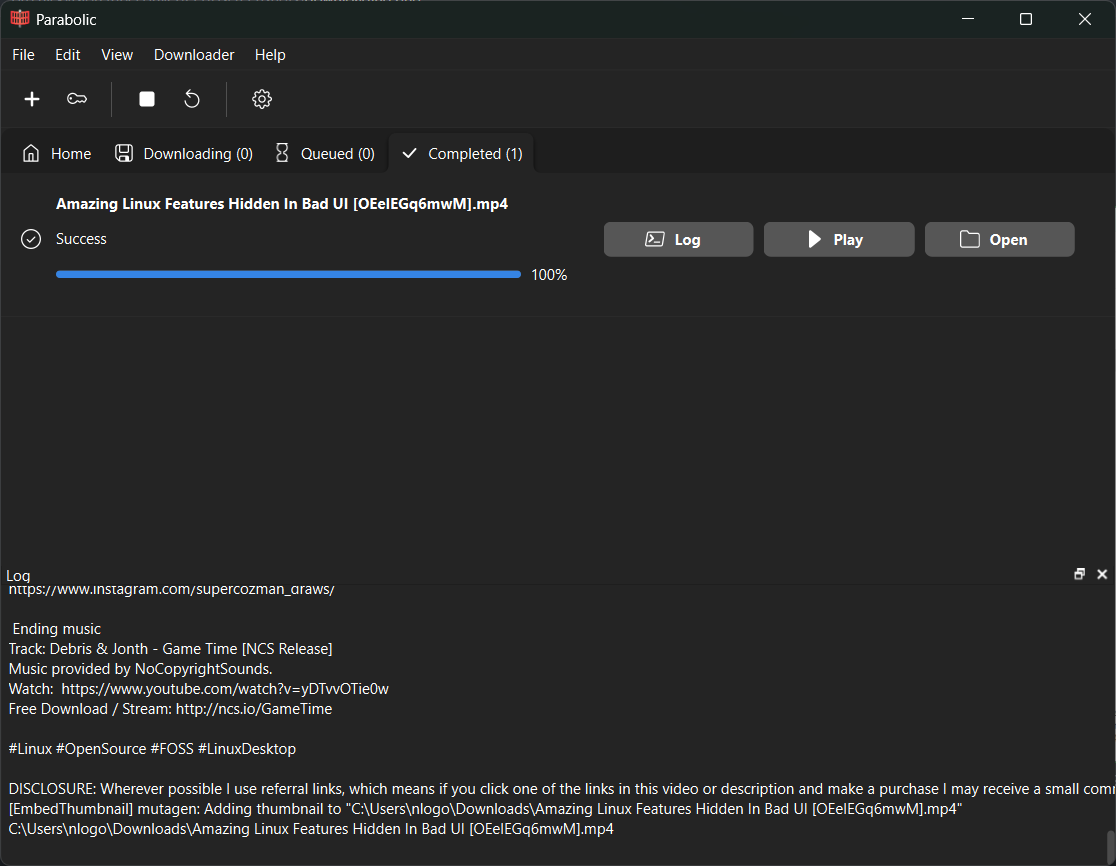 Parabolic
File Edit View Downloader Help
Home Downloading (0) Queued (0) Completed (1)
Amazing Linux Features Hidden In Bad UI [OEeIEGq6mwM].mp4
Success
Log Play Open
100%
Log
https://www.instagram.com/supercozman_draws/
Ending music
Track: Debris & Jonth - Game Time [NCS Release]
Music provided by NoCopyrightSounds.
Watch: https://www.youtube.com/watch?v=yDTvvOTie0w
Free Download / Stream: http://ncs.io/GameTime
#Linux #OpenSource #FOSS #LinuxDesktop
DISCLOSURE: Wherever possible I use referral links, which means if you click one of the links in this video or description and make a purchase I may receive a small
[EmbedThumbnail] mutagen: Adding thumbnail to "C:\Users\nlogo\Downloads\Amazing Linux Features Hidden In Bad UI [OEeIEGq6mwM].mp4"
C:\Users\nlogo\Downloads\Amazing Linux Features Hidden In Bad UI [OEeIEGq6mwM].mp4